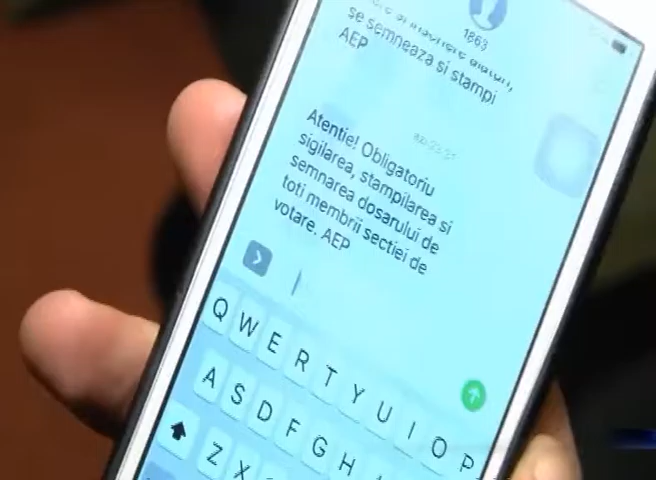 1863
se semneaza si stampi
AEP
Atentie! Obligatoriu
sigilarea, stampilarea si
semnarea dosarului de
toti membrii sectiei de
votare. AEP
Q W E R T Y U I O P
A S D F G H
Z X